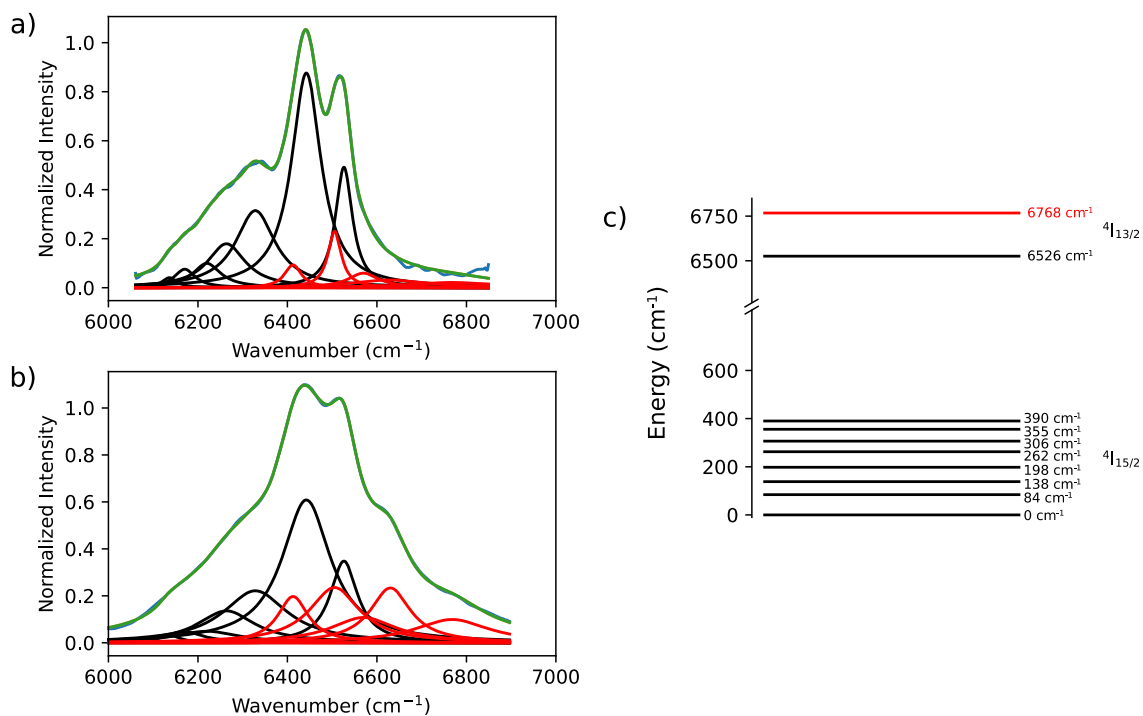 a)
Normalized Intensity
1.0
0.8
0.6
0.4
0.2
0.0
6000 6200 6400 6600 6800 7000
Wavenumber (cm⁻¹)
b)
Normalized Intensity
1.0
0.8
0.6
0.4
0.2
0.0
6000 6200 6400 6600 6800 7000
Wavenumber (cm⁻¹)
c)
Energy (cm⁻¹)
6750
6500
600
400
200
0
6768 cm⁻¹
⁴I₁₃/₂
6526 cm⁻¹
390 cm⁻¹
355 cm⁻¹
306 cm⁻¹
262 cm⁻¹
⁴I₁₅/₂
198 cm⁻¹
138 cm⁻¹
84 cm⁻¹
0 cm⁻¹